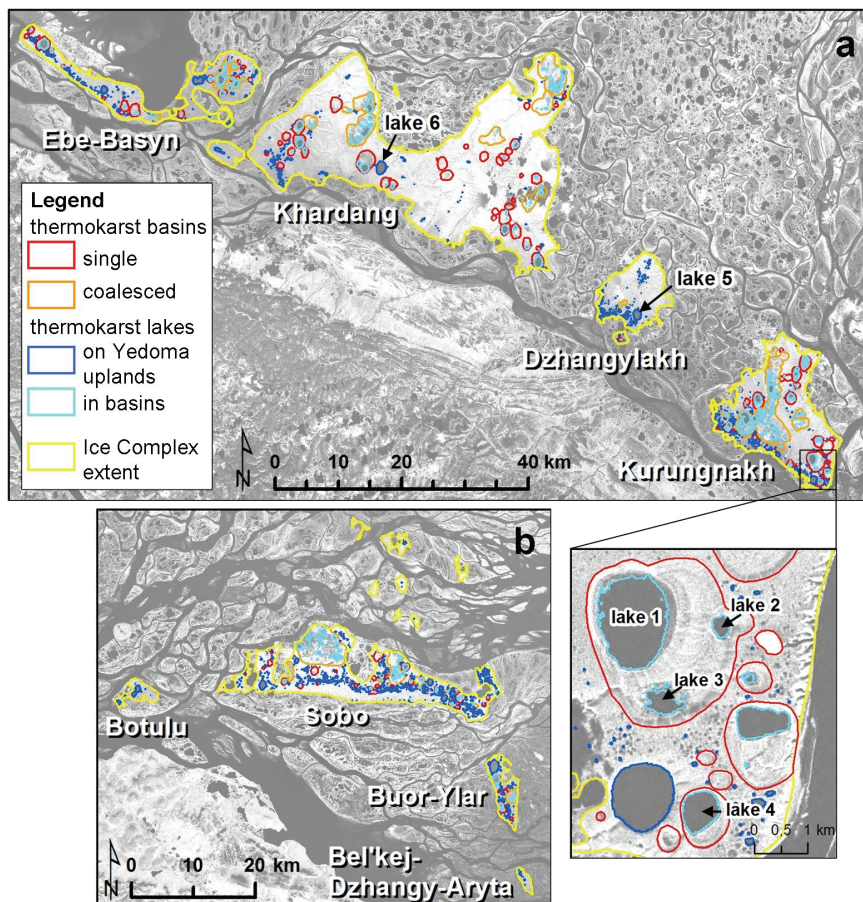 a
Ebe-Basyn
lake 6
Khardang
Legend
thermokarst basins
single
coalesced
thermokarst lakes
on Yedoma
uplands
in basins
Ice Complex
extent
lake 5
Dzhangylakh
Kurungnakh
N
0 10 20 40 km
b
Botulu
Sobo
Buor-Ylar
Bel'kej-
Dzhangy-Aryta
N
0 10 20 km
lake 1
lake 2
lake 3
lake 4
0 0,5 1 km